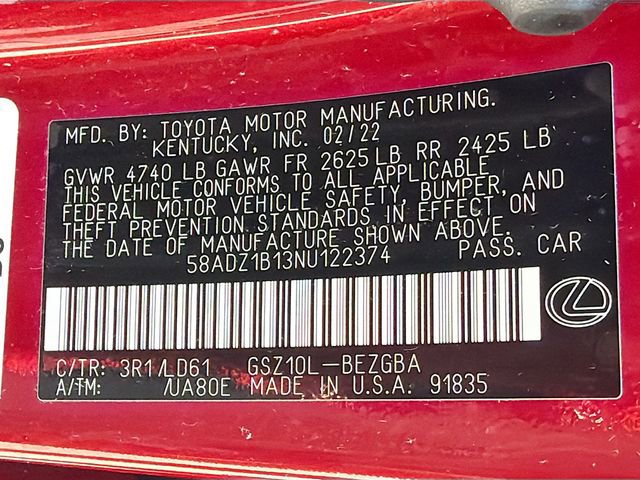 MFD. BY: TOYOTA MOTOR MANUFACTURING.
KENTUCKY, INC. 02/22
GVWR 4740 LB GAWR FR 2625 LB RR 2425 LB
THIS VEHICLE CONFORMS TO ALL APPLICABLE
FEDERAL MOTOR VEHICLE SAFETY, BUMPER, AND
THEFT PREVENTION STANDARDS IN EFFECT ON
THE DATE OF MANUFACTURE SHOWN ABOVE.
58ADZ1B13NU122374 PASS. CAR
C/TR: 3R1/LD61 GSZ10L-BEZGBA
A/TM: /UA80E MADE IN U.S.A. 91835